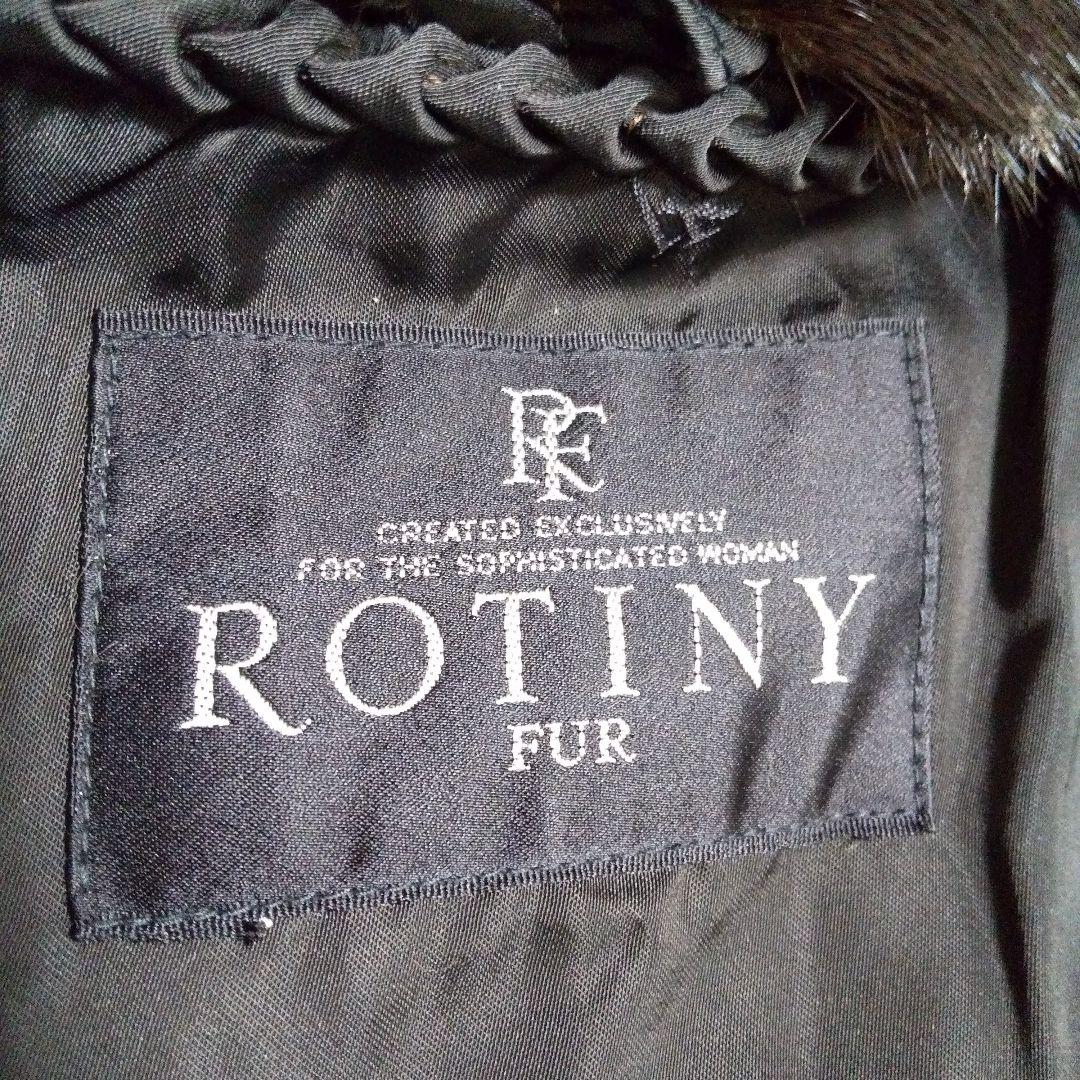 RF
CREATED EXCLUSIVELY
FOR THE SOPHISTICATED WOMAN
ROTINY
FUR